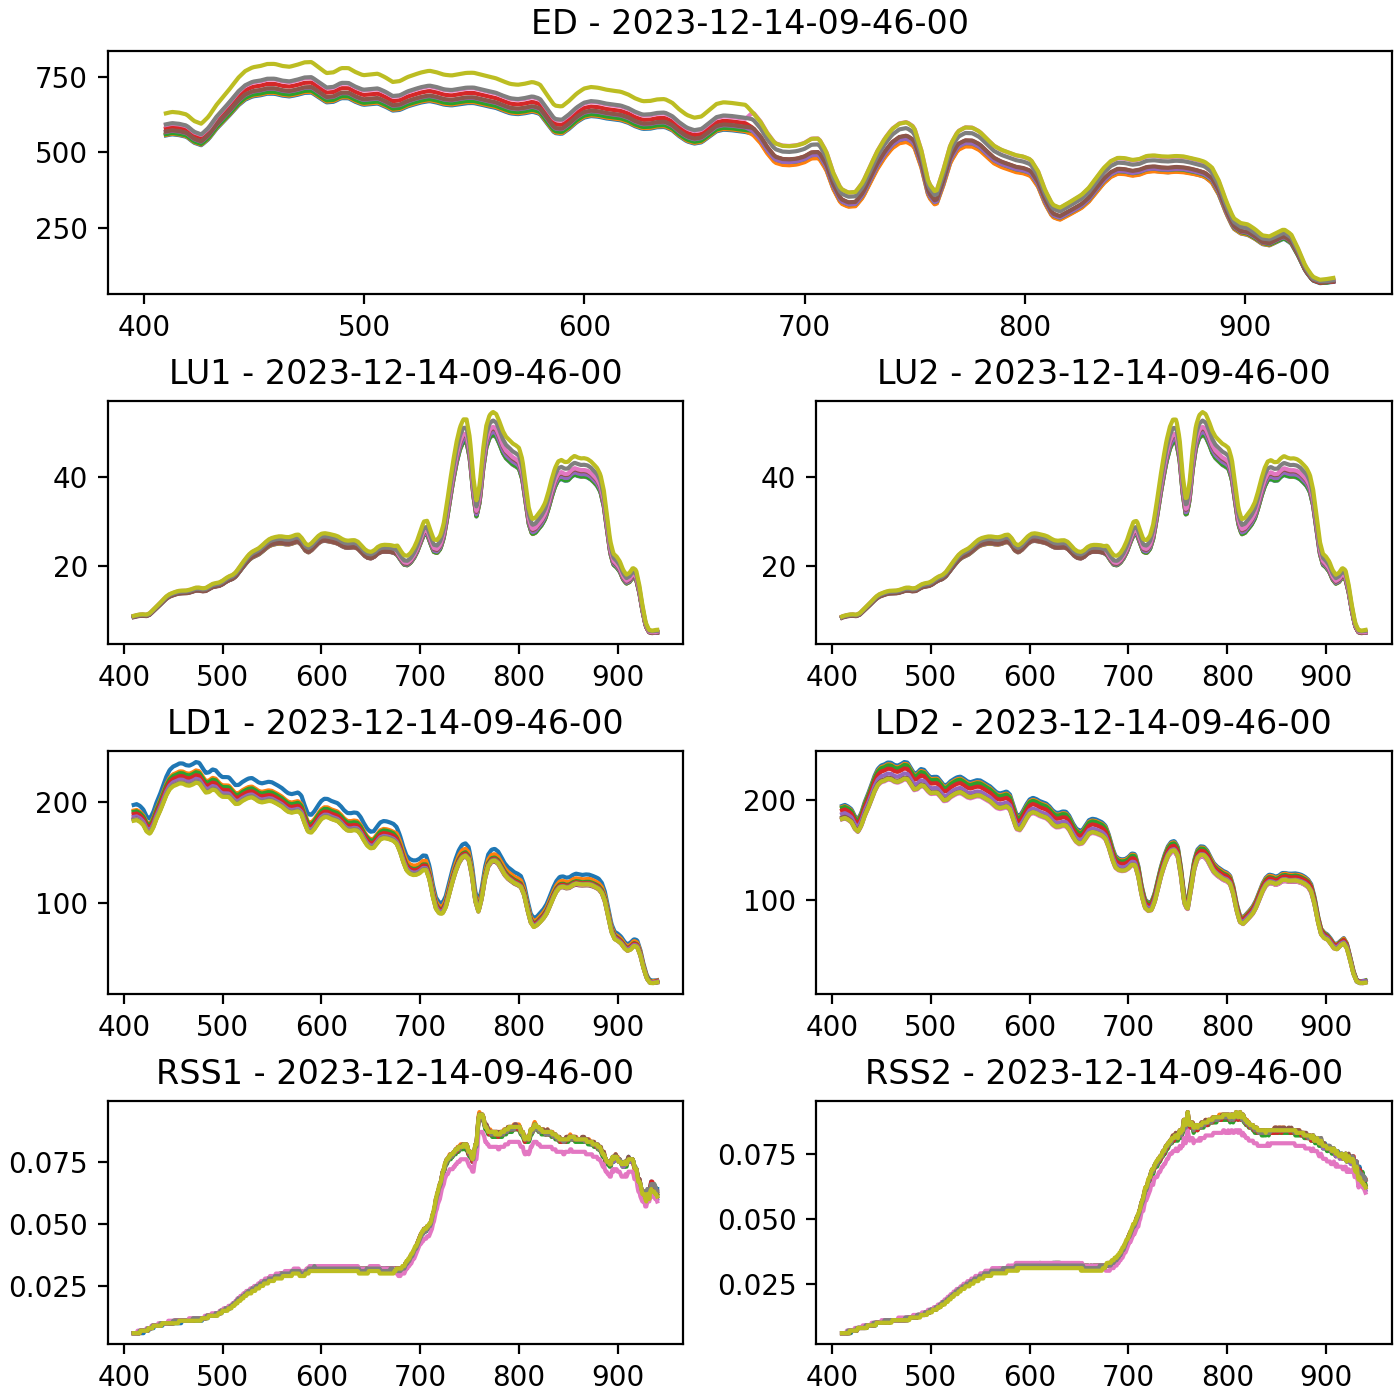 ED - 2023-12-14-09-46-00
750
500
250
400 500 600 700 800 900
LU1 - 2023-12-14-09-46-00
40
20
400 500 600 700 800 900
LU2 - 2023-12-14-09-46-00
40
20
400 500 600 700 800 900
LD1 - 2023-12-14-09-46-00
200
100
400 500 600 700 800 900
LD2 - 2023-12-14-09-46-00
200
100
400 500 600 700 800 900
RSS1 - 2023-12-14-09-46-00
0.075
0.050
0.025
400 500 600 700 800 900
RSS2 - 2023-12-14-09-46-00
0.075
0.050
0.025
400 500 600 700 800 900